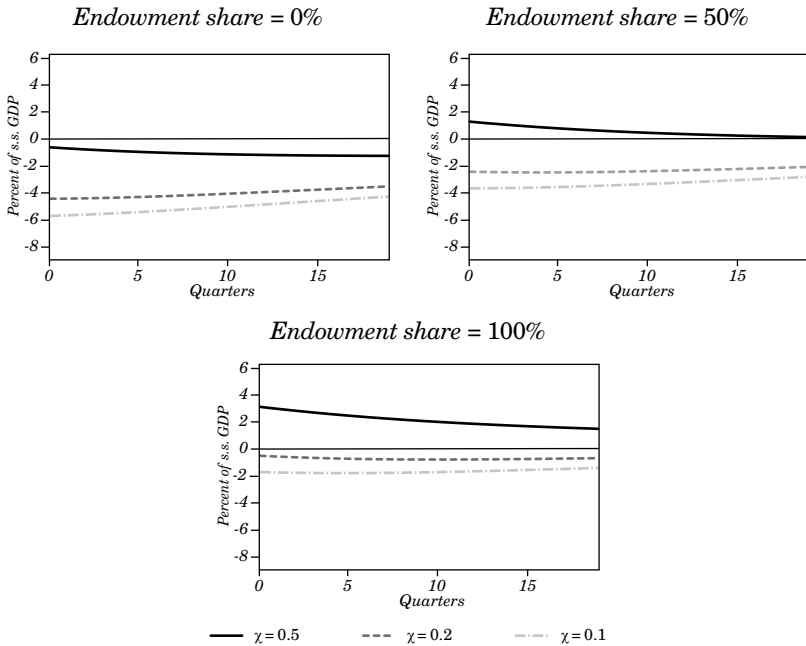 Endowment share = 0%
Percent of s.s. GDP
6
4
2
0
-2
-4
-6
-8
0 5 10 15
Quarters
Endowment share = 50%
Percent of s.s. GDP
6
4
2
0
-2
-4
-6
-8
0 5 10 15
Quarters
Endowment share = 100%
Percent of s.s. GDP
6
4
2
0
-2
-4
-6
-8
0 5 10 15
Quarters
χ = 0.5 χ = 0.2 χ = 0.1